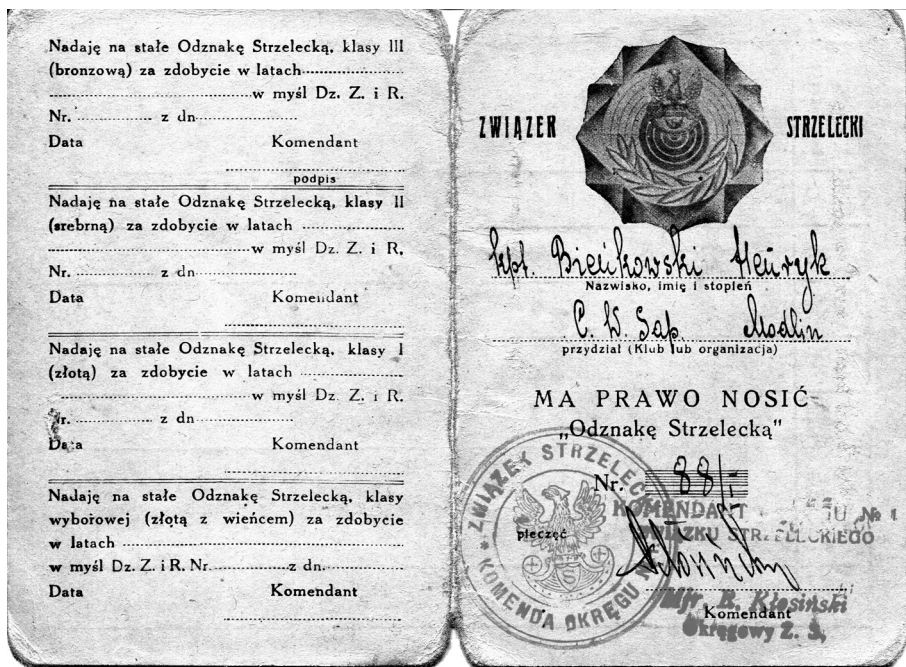 Nadaję na stałe Odznakę Strzelecką, klasy III
(bronzową) za zdobycie w latach
w myśl Dz. Z. i R.
Nr. z dn
Data Komendant
podpis
Nadaję na stałe Odznakę Strzelecką, klasy II
(srebrną) za zdobycie w latach
w myśl Dz. Z. i R.
Nr. z dn
Data Komendant
Nadaję na stałe Odznakę Strzelecką, klasy I
(złotą) za zdobycie w latach
w myśl Dz. Z. i R.
Nr. z dn
Data Komendant
Nadaję na stałe Odznakę Strzelecką, klasy
wyborowej (złotą z wieńcem) za zdobycie
w latach
w myśl Dz. Z. i R. Nr. z dn.
Data Komendant
ZWIĄZEK STRZELECKI
kpt. Bieńkowski Henryk
Nazwisko, imię i stopień
C. W. Sap. Modlin
przydział (Klub lub organizacja)
MA PRAWO NOSIĆ
„Odznakę Strzelecką"
Nr. 88/I
pieczęć
ZWIĄZEK STRZELECKI
KOMENDA OKRĘGU
KOMENDANT № 1
ZWIĄZKU STRZELECKIEGO
Mjr. B. Kłosiński
Komendant
Okręgowy Z. S.